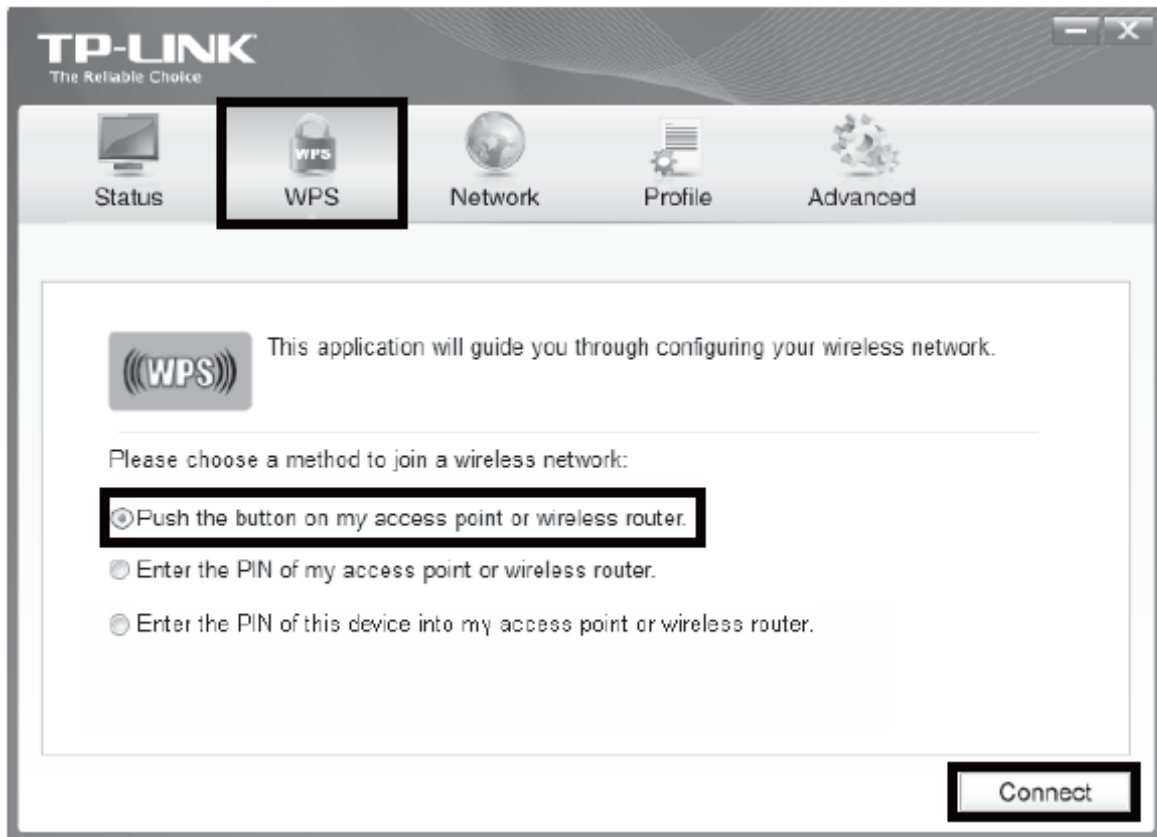 TP-LINK
The Reliable Choice
Status
WPS
WPS
Network
Profile
Advanced
(((WPS)))
This application will guide you through configuring your wireless network.
Please choose a method to join a wireless network:
Push the button on my access point or wireless router.
Enter the PIN of my access point or wireless router.
Enter the PIN of this device into my access point or wireless router.
Connect